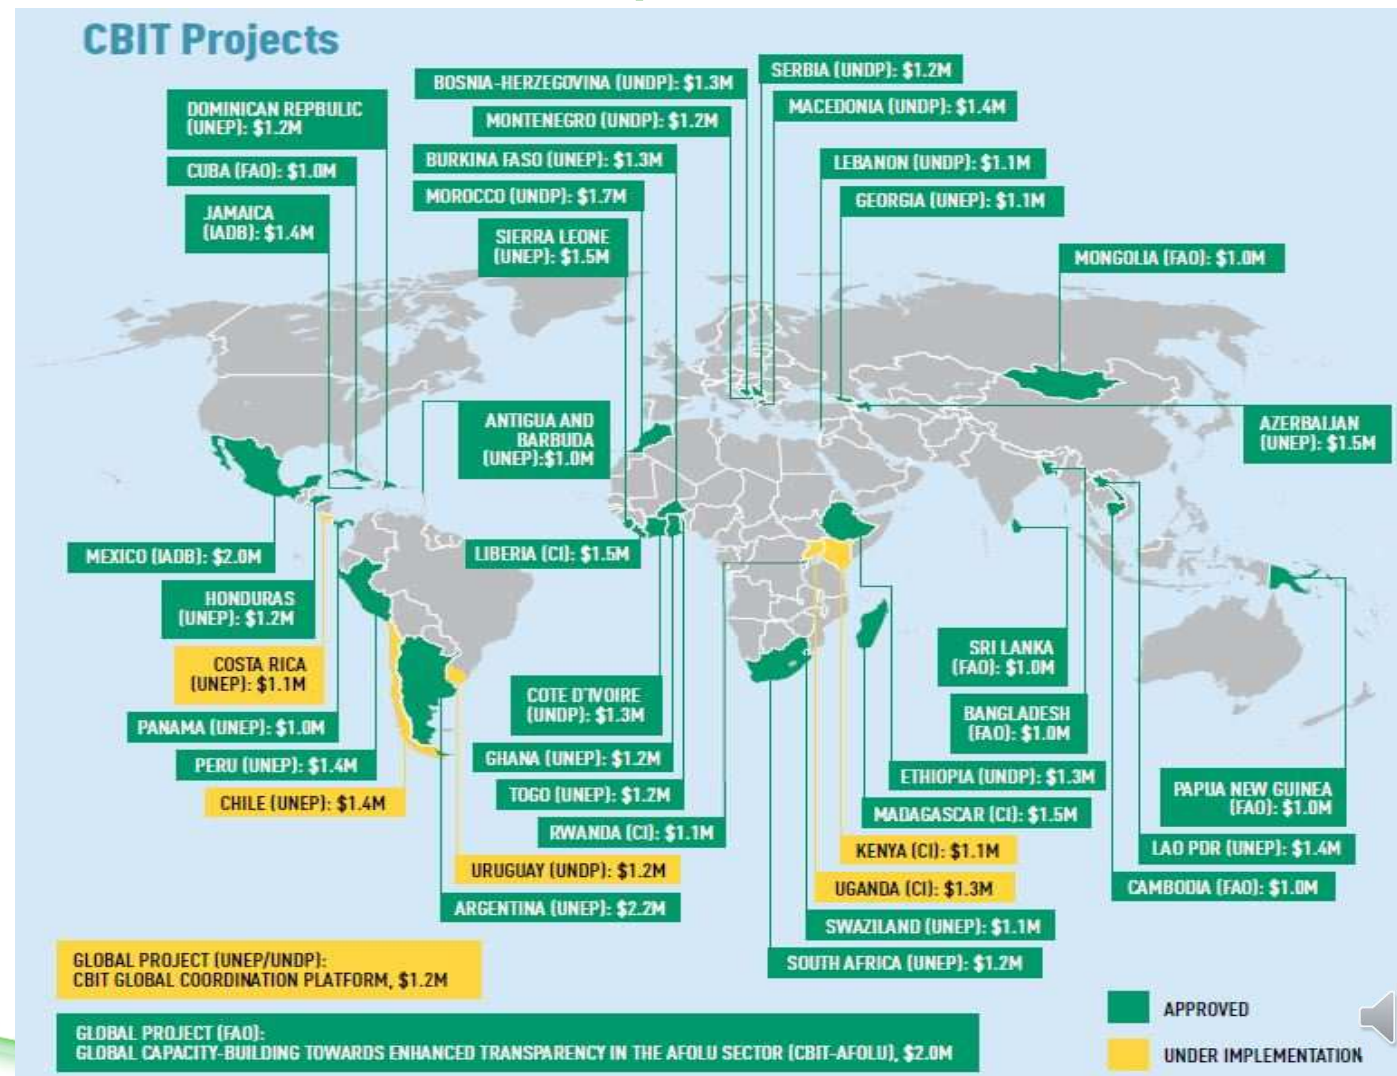 CBIT Projects
SERBIA (UNDP): $1.2M
BOSNIA-HERZEGOVINA (UNDP): $1.3M
MACEDONIA (UNDP): $1.4M
DOMINICAN REPBULIC
(UNEP): $1.2M
MONTENEGRO (UNDP): $1.2M
BURKINA FASO (UNEP): $1.3M
LEBANON (UNDP): $1.1M
CUBA (FAO): $1.0M
MOROCCO (UNDP): $1.7M
GEORGIA (UNEP): $1.1M
JAMAICA
(IADB): $1.4M
SIERRA LEONE
(UNEP): $1.5M
MONGOLIA (FAO): $1.0M
ANTIGUA AND
BARBUDA
(UNEP):$1.0M
AZERBAIJAN
(UNEP): $1.5M
MEXICO (IADB): $2.0M
LIBERIA (CI): $1.5M
HONDURAS
(UNEP): $1.2M
COSTA RICA
(UNEP): $1.1M
SRI LANKA
(FAO): $1.0M
COTE D'IVOIRE
(UNDP): $1.3M
BANGLADESH
(FAO): $1.0M
PANAMA (UNEP): $1.0M
PERU (UNEP): $1.4M
GHANA (UNEP): $1.2M
ETHIOPIA (UNDP): $1.3M
PAPUA NEW GUINEA
(FAO): $1.0M
CHILE (UNEP): $1.4M
TOGO (UNEP): $1.2M
MADAGASCAR (CI): $1.5M
RWANDA (CI): $1.1M
KENYA (CI): $1.1M
LAO PDR (UNEP): $1.4M
URUGUAY (UNDP): $1.2M
UGANDA (CI): $1.3M
CAMBODIA (FAO): $1.0M
ARGENTINA (UNEP): $2.2M
SWAZILAND (UNEP): $1.1M
SOUTH AFRICA (UNEP): $1.2M
GLOBAL PROJECT (UNEP/UNDP):
CBIT GLOBAL COORDINATION PLATFORM, $1.2M
GLOBAL PROJECT (FAO):
GLOBAL CAPACITY-BUILDING TOWARDS ENHANCED TRANSPARENCY IN THE AFOLU SECTOR (CBIT-AFOLU), $2.0M
APPROVED
UNDER IMPLEMENTATION